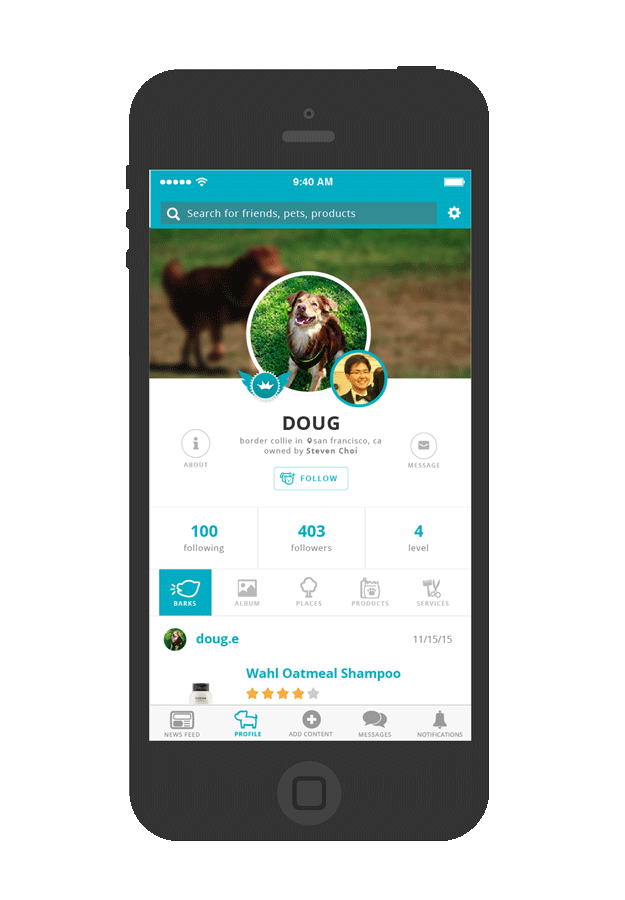 9:40 AM
Search for friends, pets, products
DOUG
border collie in san francisco, ca
owned by Steven Choi
ABOUT
MESSAGE
FOLLOW
100 403 4
following followers level
BARKS ALBUM PLACES PRODUCTS SERVICES
doug.e 11/15/15
Wahl Oatmeal Shampoo
NEWS FEED PROFILE ADD CONTENT MESSAGES NOTIFICATIONS